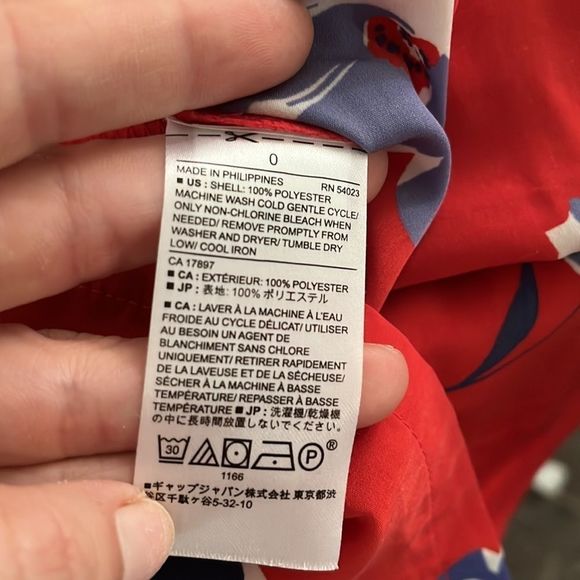 0
MADE IN PHILIPPINES RN 54023
■ US : SHELL: 100% POLYESTER
MACHINE WASH COLD GENTLE CYCLE/
ONLY NON-CHLORINE BLEACH WHEN
NEEDED/ REMOVE PROMPTLY FROM
WASHER AND DRYER/ TUMBLE DRY
LOW/ COOL IRON
CA 17897
■ CA : EXTÉRIEUR: 100% POLYESTER
■ JP : 表地: 100% ポリエステル
■ CA : LAVER À LA MACHINE À L'EAU
FROIDE AU CYCLE DÉLICAT/ UTILISER
AU BESOIN UN AGENT DE
BLANCHIMENT SANS CHLORE
UNIQUEMENT/ RETIRER RAPIDEMENT
DE LA LAVEUSE ET DE LA SÉCHEUSE/
SÉCHER À LA MACHINE À BASSE
TEMPÉRATURE/ REPASSER À BASSE
TEMPÉRATURE ■ JP : 洗濯機/乾燥機
の中に長時間放置しないでください。
30 P
1166
■ ギャップジャパン株式会社 東京都渋
谷区千駄ヶ谷5-32-10